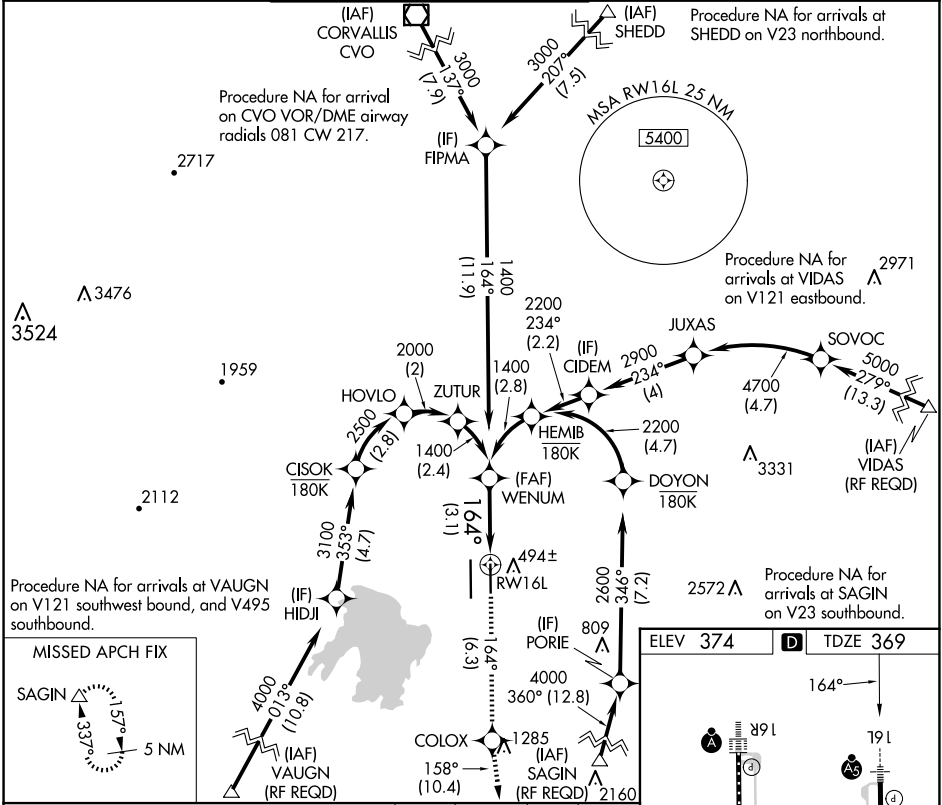 (IAF)
CORVALLIS
CVO
(IAF)
SHEDD
Procedure NA for arrivals at
SHEDD on V23 northbound.
3000
137°
(7.9)
3000
207°
(7.5)
Procedure NA for arrival
on CVO VOR/DME airway
radials 081 CW 217.
MSA RW16L 25 NM
5400
(IF)
FIPMA
2717
1400
164°
(11.9)
Procedure NA for
arrivals at VIDAS
on V121 eastbound.
2971
3476
3524
2200
234°
(2.2)
(IF)
CIDEM
JUXAS
SOVOC
2900
234°
(4)
4700
(4.7)
5000
279°
(13.3)
1959
2000
(2)
1400
(2.8)
HOVLO
ZUTUR
2500
(2.8)
HEMIB
180K
2200
(4.7)
(IAF)
VIDAS
(RF REQD)
1400
(2.4)
CISOK
180K
(FAF)
WENUM
DOYON
180K
3331
2112
164°
(3.1)
3100
353°
(4.7)
494±
RW16L
2600
346°
(7.2)
Procedure NA for arrivals at VAUGN
on V121 southwest bound, and V495
southbound.
(IF)
HIDJI
2572
Procedure NA for
arrivals at SAGIN
on V23 southbound.
MISSED APCH FIX
SAGIN
157°
337°
5 NM
4000
013°
(10.8)
164°
(6.3)
(IF)
PORIE
809
4000
360° (12.8)
ELEV 374
D
TDZE 369
164°
16R
16L
A
P
A5
P
COLOX
1285
158°
(10.4)
(IAF)
VAUGN
(RF REQD)
(IAF)
SAGIN
(RF REQD)
2160